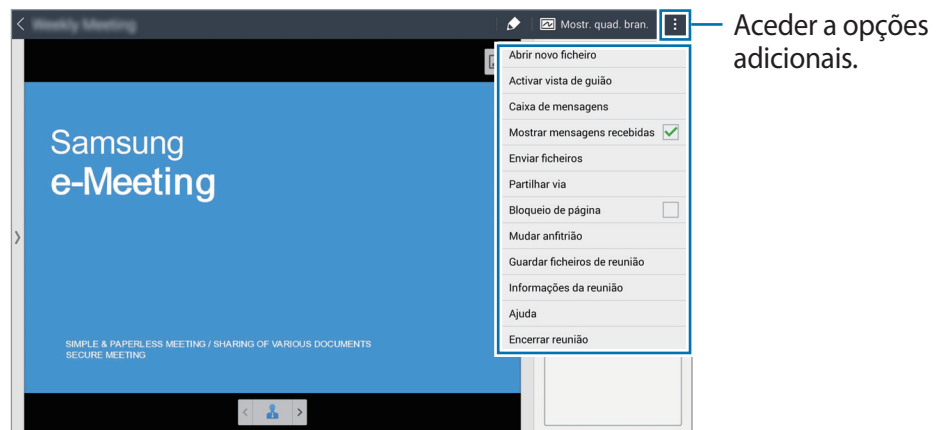 Mostr. quad. bran.
Aceder a opções
adicionais.
Abrir novo ficheiro
Activar vista de guião
Caixa de mensagens
Mostrar mensagens recebidas
Enviar ficheiros
Partilhar via
Bloqueio de página
Mudar anfitrião
Guardar ficheiros de reunião
Informações da reunião
Ajuda
Encerrar reunião
Samsung
e-Meeting
SIMPLE & PAPERLESS MEETING / SHARING OF VARIOUS DOCUMENTS
SECURE MEETING